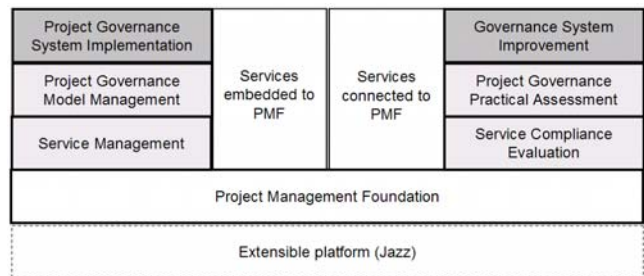 Project Governance
System Implementation
Project Governance
Model Management
Service Management
Services
embedded to
PMF
Services
connected to
PMF
Governance System
Improvement
Project Governance
Practical Assessment
Service Compliance
Evaluation
Project Management Foundation
Extensible platform (Jazz)